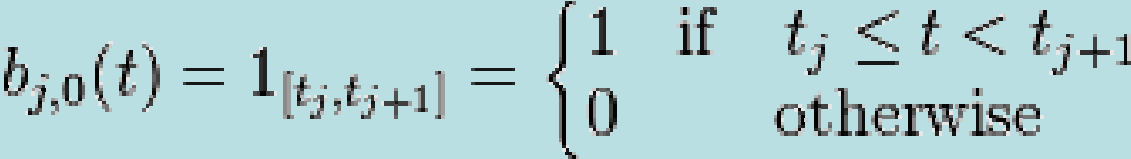 b_{j,0}(t) = 1_{[t_j,t_{j+1}]} = { 1 if t_j ≤ t < t_{j+1}
0 otherwise